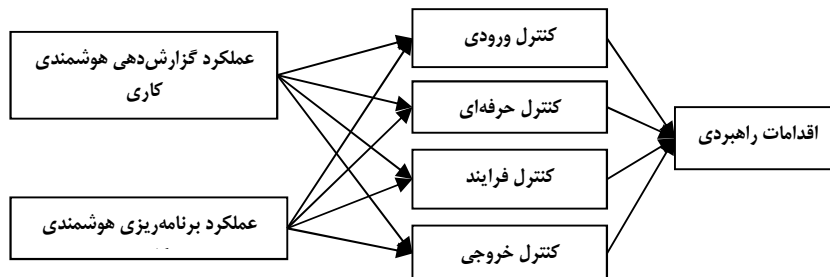 عملکرد گزارش‌دهی هوشمندی
کاری
عملکرد برنامه‌ریزی هوشمندی
کنترل ورودی
کنترل حرفه‌ای
کنترل فرایند
کنترل خروجی
اقدامات راهبردی